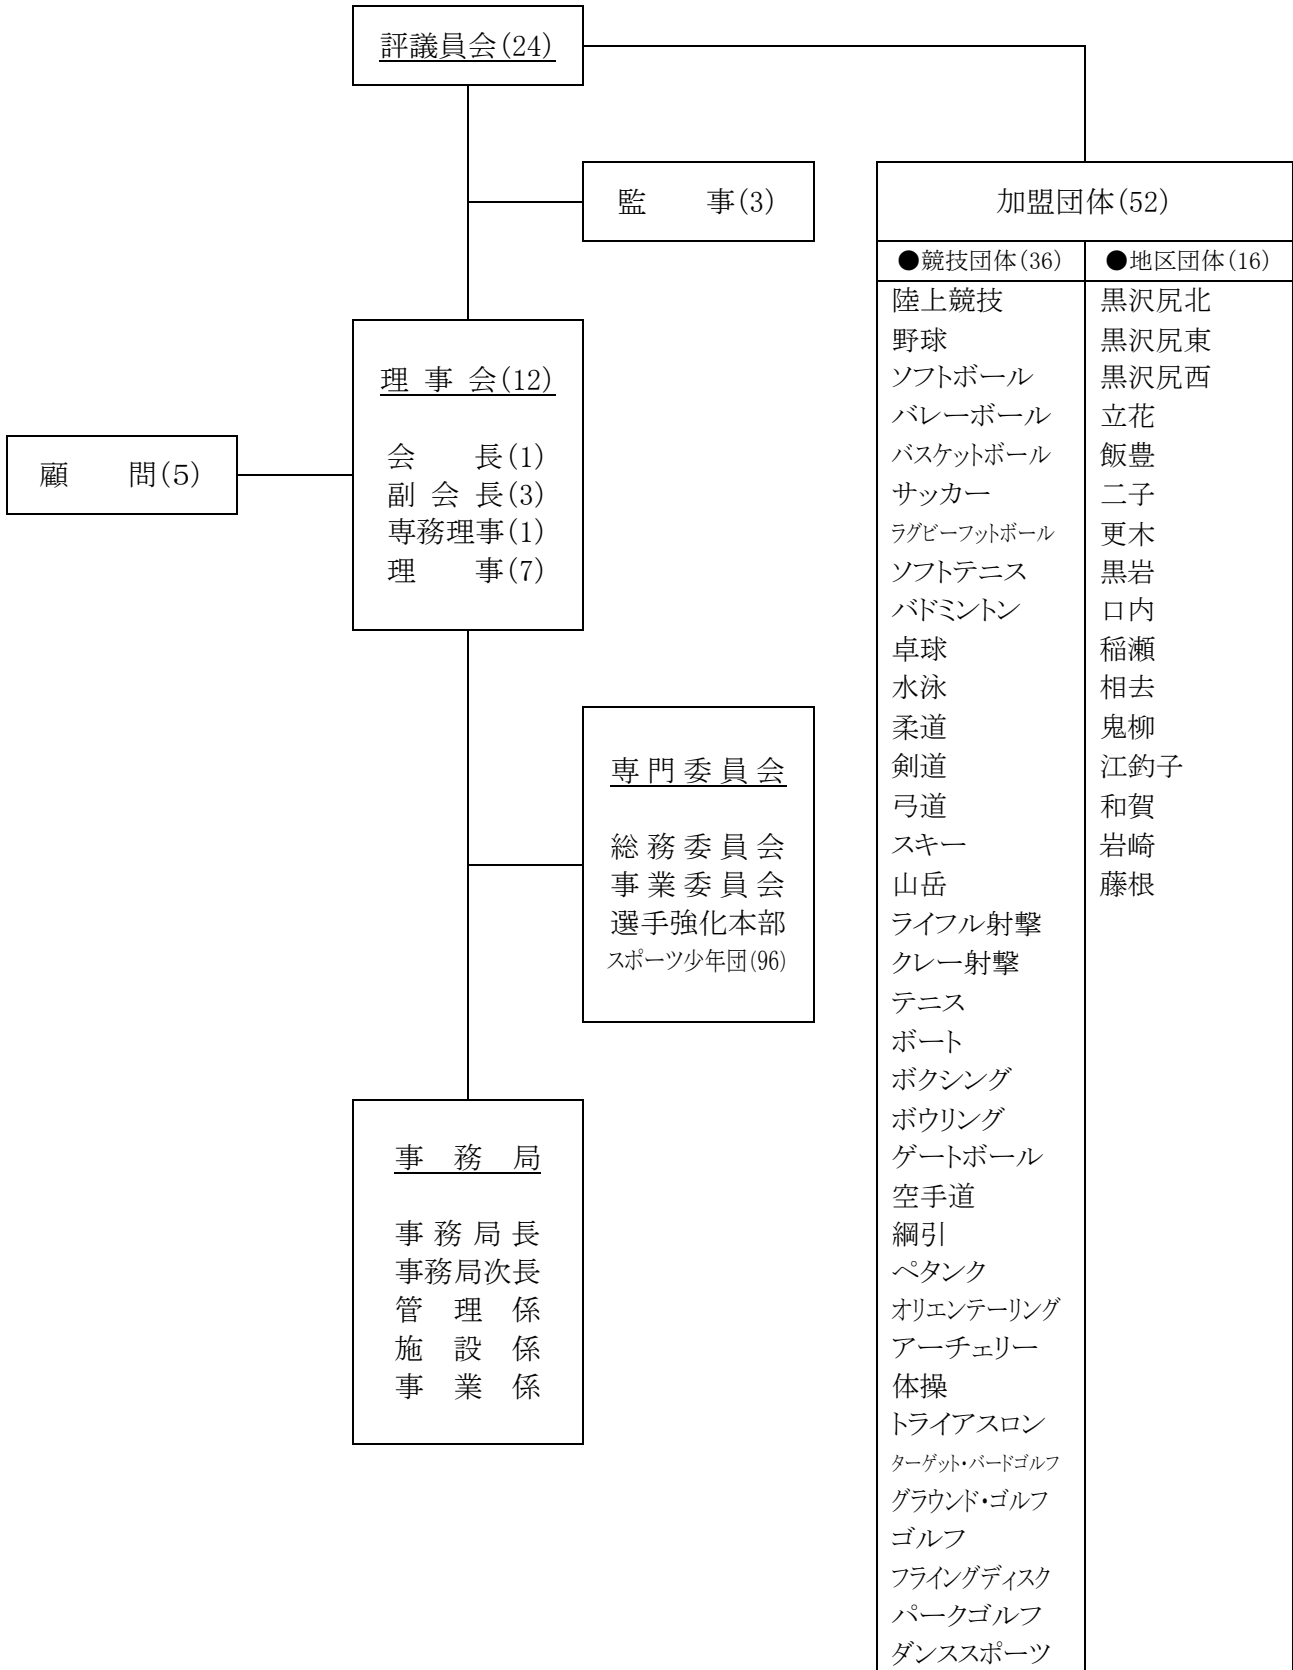 評議員会(24)
監　　事(3)
理 事 会(12)
会　　長(1)
副 会 長(3)
専務理事(1)
理　　事(7)
顧　　問(5)
専 門 委 員 会
総 務 委 員 会
事 業 委 員 会
選手強化本部
スポーツ少年団(96)
事　務　局
事 務 局 長
事務局次長
管　理　係
施　設　係
事　業　係
加盟団体(52)
●競技団体(36)
陸上競技
野球
ソフトボール
バレーボール
バスケットボール
サッカー
ラグビーフットボール
ソフトテニス
バドミントン
卓球
水泳
柔道
剣道
弓道
スキー
山岳
ライフル射撃
クレー射撃
テニス
ボート
ボクシング
ボウリング
ゲートボール
空手道
綱引
ペタンク
オリエンテーリング
アーチェリー
体操
トライアスロン
ターゲット・バードゴルフ
グラウンド・ゴルフ
ゴルフ
フライングディスク
パークゴルフ
ダンススポーツ
●地区団体(16)
黒沢尻北
黒沢尻東
黒沢尻西
立花
飯豊
二子
更木
黒岩
口内
稲瀬
相去
鬼柳
江釣子
和賀
岩崎
藤根